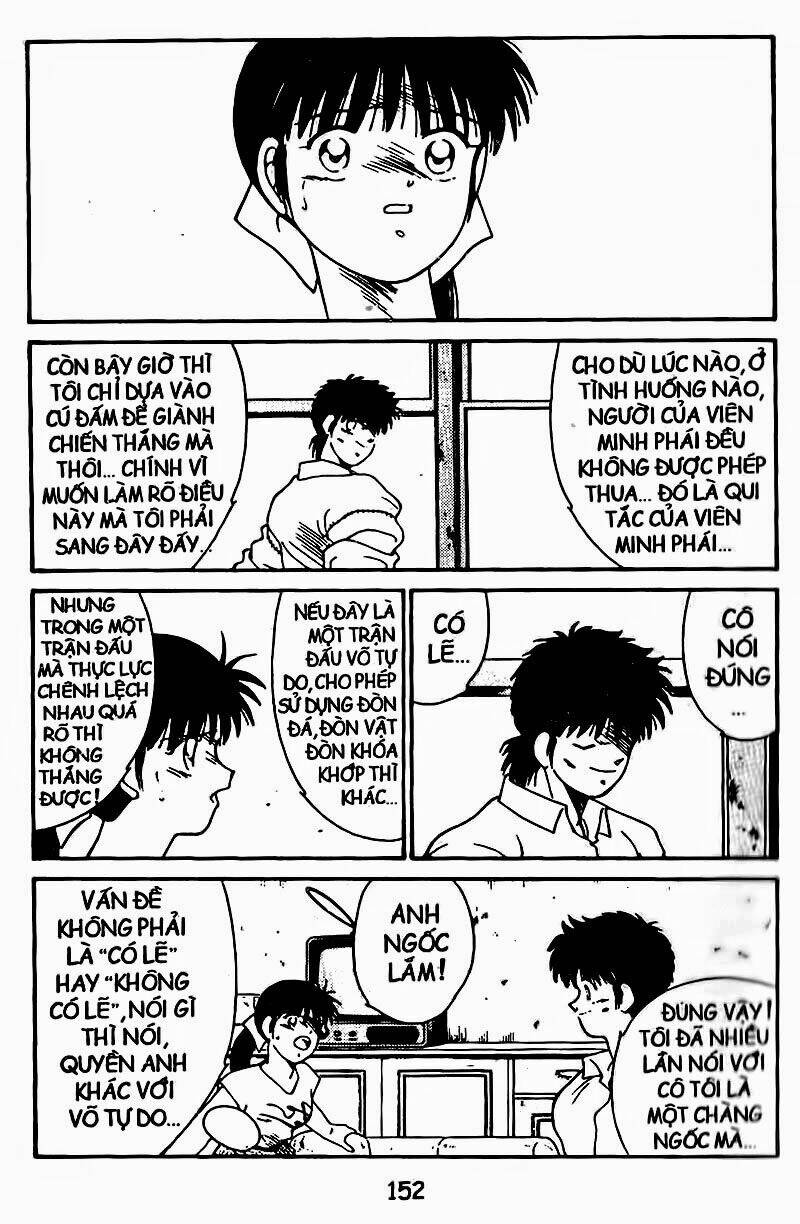 CHO DÙ LÚC NÀO, Ở
TÌNH HUỐNG NÀO,
NGƯỜI CỦA VIÊN
MINH PHÁI ĐỀU
KHÔNG ĐƯỢC PHÉP
THUA... ĐÓ LÀ QUI
TẮC CỦA VIÊN
MINH PHÁI...
CÒN BÂY GIỜ THÌ
TÔI CHỈ DỰA VÀO
CÚ ĐẤM ĐỂ GIÀNH
CHIẾN THẮNG MÀ
THÔI... CHÍNH VÌ
MUỐN LÀM RÕ ĐIỀU
NÀY MÀ TÔI PHẢI
SANG ĐÂY ĐẤY...
CÔ
NÓI
ĐÚNG
...
CÓ
LẼ...
NẾU ĐÂY LÀ
MỘT TRẬN
ĐẤU VÕ TỰ
DO, CHO PHÉP
SỬ DỤNG ĐÒN
ĐÁ, ĐÒN VẬT
ĐÒN KHÓA
KHỚP THÌ
KHÁC...
NHƯNG
TRONG MỘT
TRẬN ĐẤU
MÀ THỰC LỰC
CHÊNH LỆCH
NHAU QUÁ
RÕ THÌ
KHÔNG
THẮNG
ĐƯỢC!
ĐÚNG VẬY!
TÔI ĐÃ NHIỀU
LẦN NÓI VỚI
CÔ TÔI LÀ
MỘT CHÀNG
NGỐC MÀ...
ANH
NGỐC
LẮM!
VẤN ĐỀ
KHÔNG PHẢI
LÀ "CÓ LẼ"
HAY "KHÔNG
CÓ LẼ", NÓI GÌ
THÌ NÓI,
QUYỀN ANH
KHÁC VỚI
VÕ TỰ DO...
152